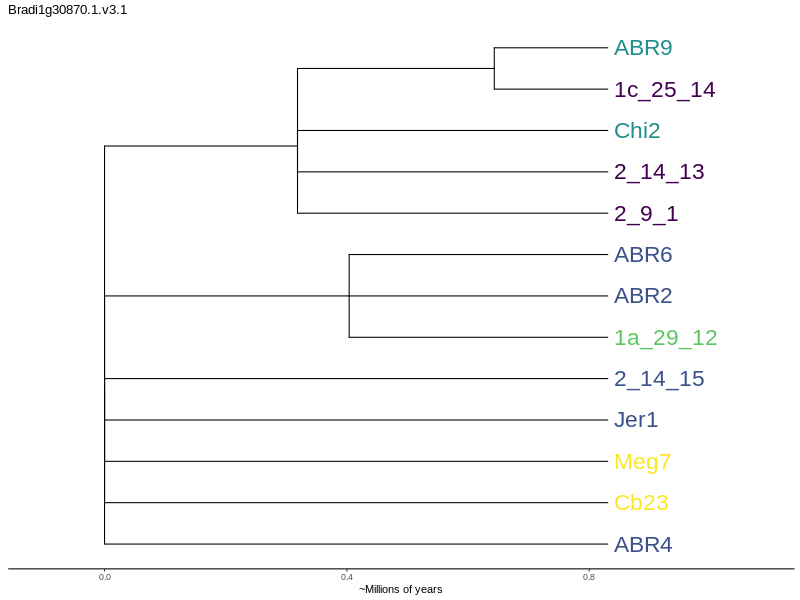 Bradi1g30870.1.v3.1
ABR9
1c_25_14
Chi2
2_14_13
2_9_1
ABR6
ABR2
1a_29_12
2_14_15
Jer1
Meg7
Cb23
ABR4
0.0 0.4 0.8
~Millions of years